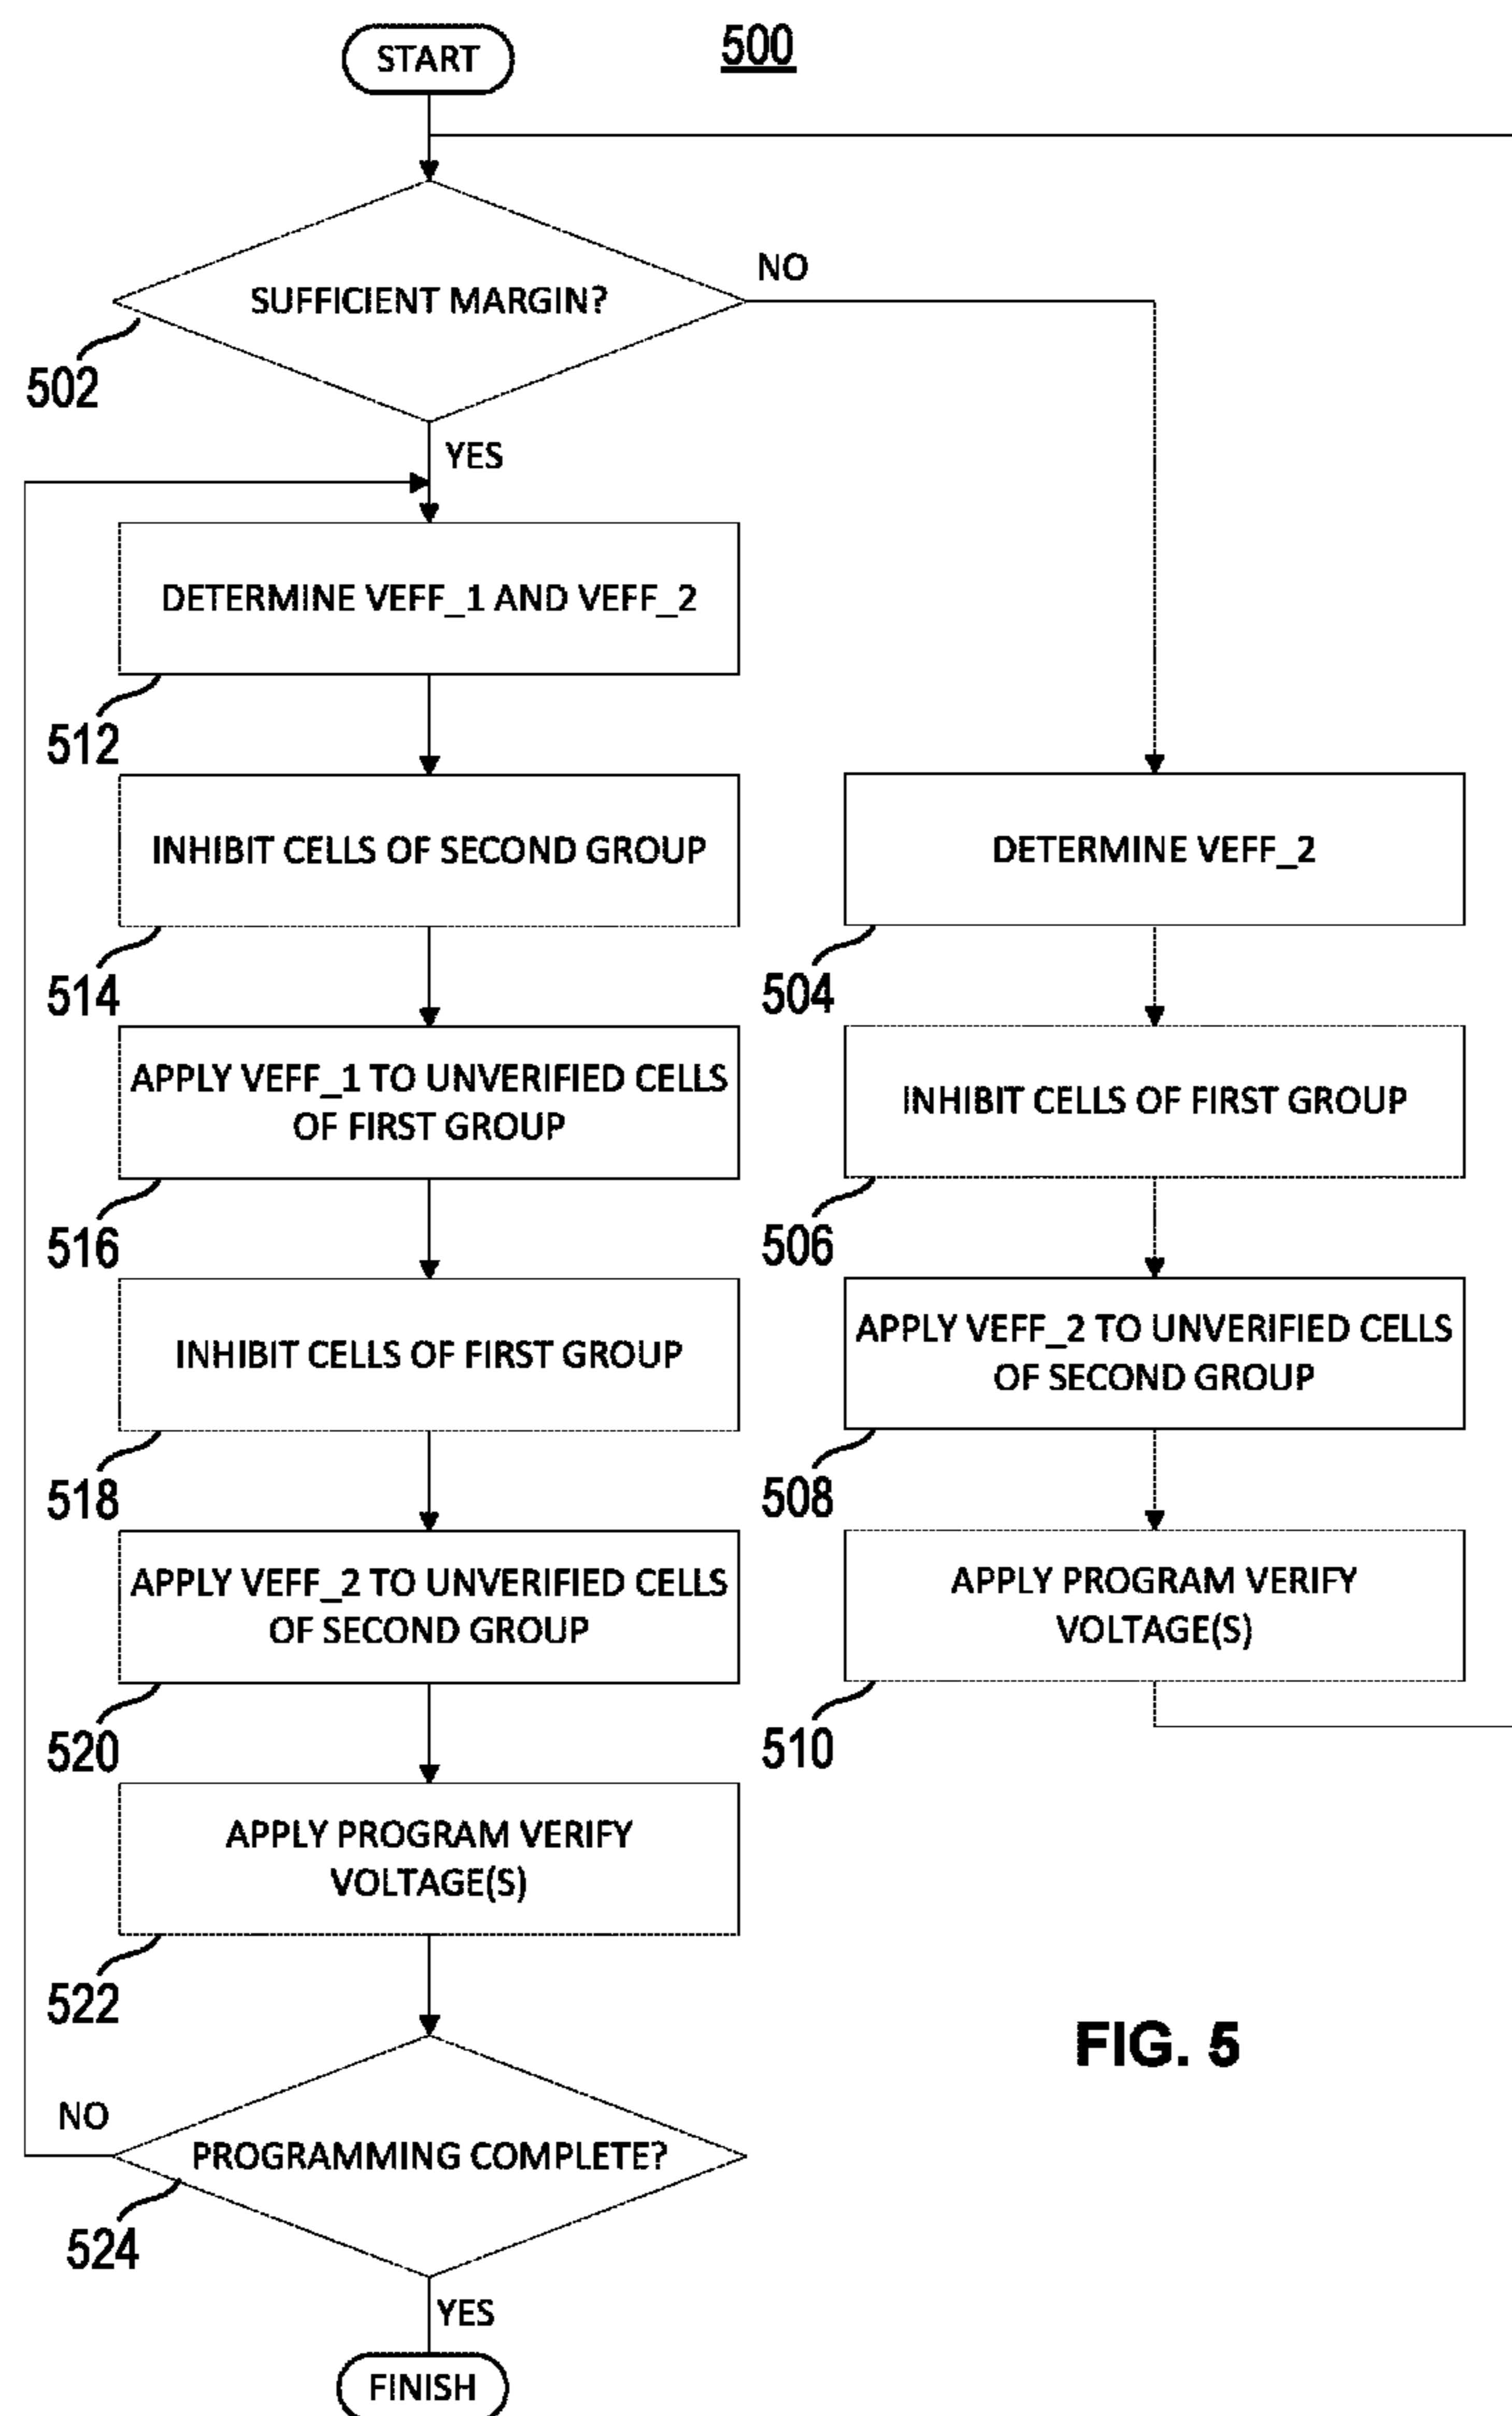 START
500
SUFFICIENT MARGIN?
NO
502
YES
DETERMINE VEFF_1 AND VEFF_2
512
INHIBIT CELLS OF SECOND GROUP
514
APPLY VEFF_1 TO UNVERIFIED CELLS
OF FIRST GROUP
516
INHIBIT CELLS OF FIRST GROUP
518
APPLY VEFF_2 TO UNVERIFIED CELLS
OF SECOND GROUP
520
APPLY PROGRAM VERIFY
VOLTAGE(S)
522
NO
PROGRAMMING COMPLETE?
524
YES
FINISH
DETERMINE VEFF_2
504
INHIBIT CELLS OF FIRST GROUP
506
APPLY VEFF_2 TO UNVERIFIED CELLS
OF SECOND GROUP
508
APPLY PROGRAM VERIFY
VOLTAGE(S)
510
FIG. 5